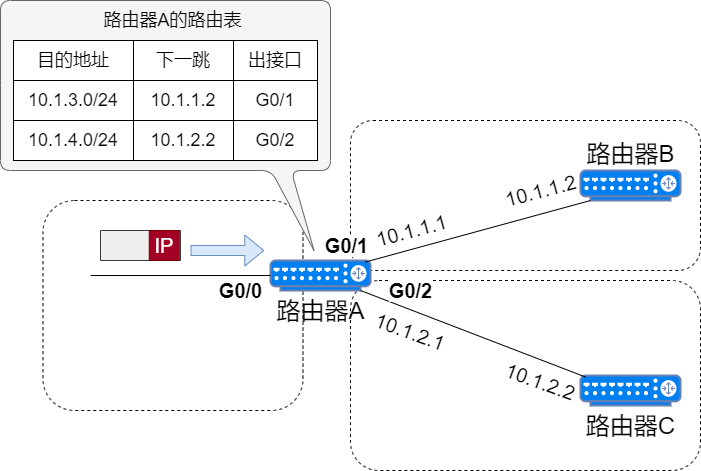 路由器A的路由表
目的地址 下一跳 出接口
10.1.3.0/24 10.1.1.2 G0/1
10.1.4.0/24 10.1.2.2 G0/2
路由器B
10.1.1.2
10.1.1.1
IP
G0/1
G0/0
G0/2
路由器A
10.1.2.1
10.1.2.2
路由器C